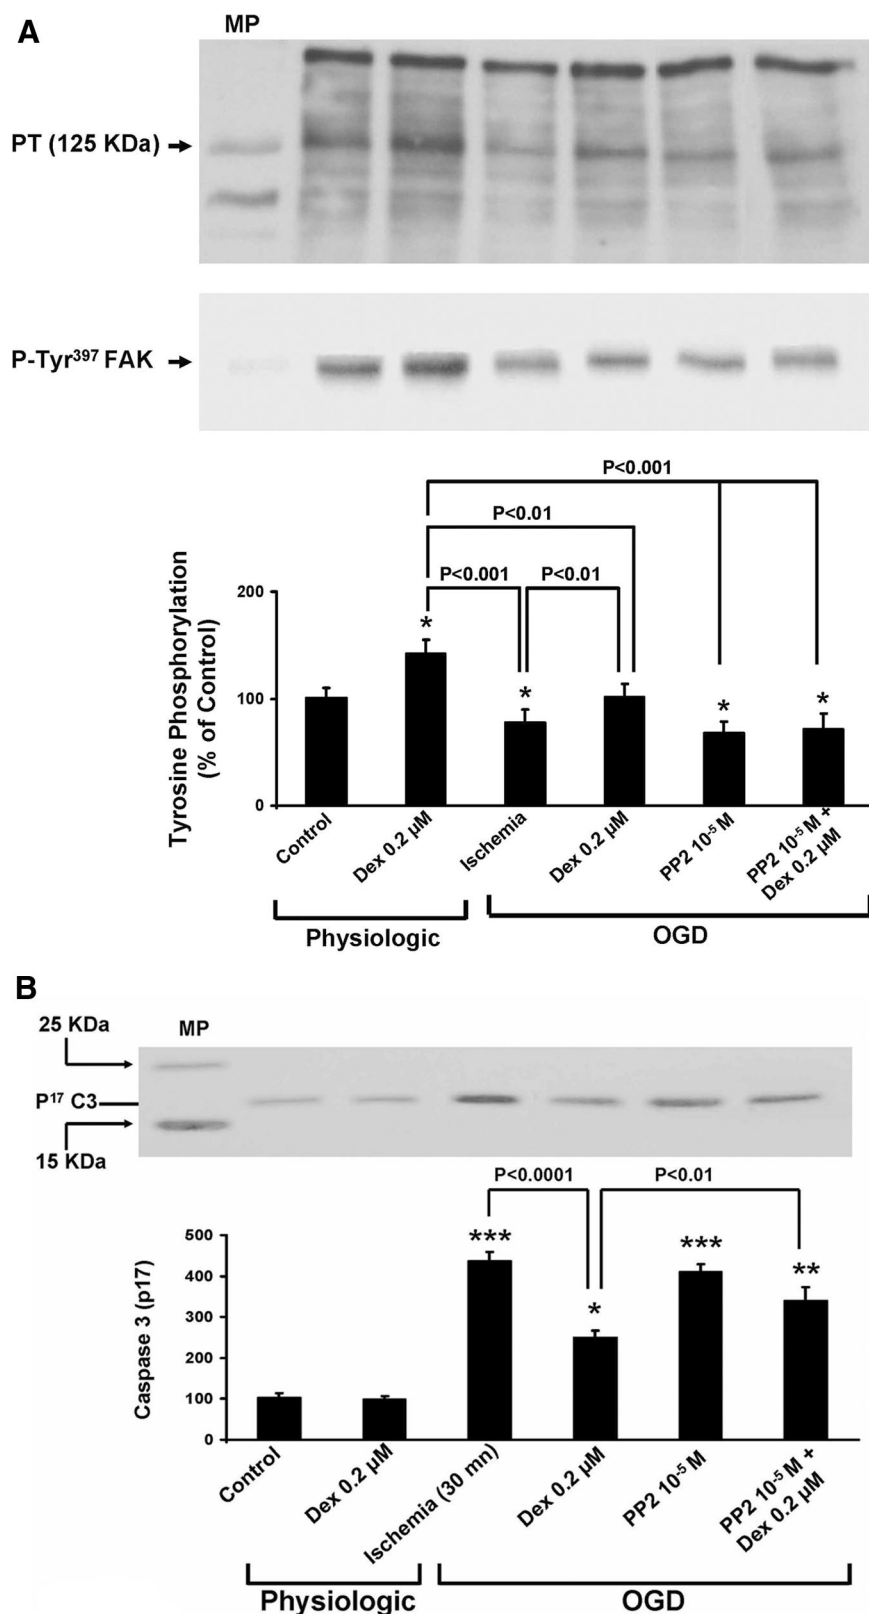 A
MP
PT (125 KDa)
P-Tyr³⁹⁷ FAK
P<0.001
P<0.01
P<0.001
P<0.01
Tyrosine Phosphorylation
(% of Control)
200
100
0
*
*
*
*
Control
Dex 0.2 µM
Ischemia
Dex 0.2 µM
PP2 10⁻⁵ M
PP2 10⁻⁵ M +
Dex 0.2 µM
Physiologic
OGD
B
25 KDa
MP
P¹⁷ C3
15 KDa
P<0.0001
P<0.01
Caspase 3 (p17)
500
400
300
200
100
0
***
*
***
**
Control
Dex 0.2 µM
Ischemia (30 mn)
Dex 0.2 µM
PP2 10⁻⁵ M
PP2 10⁻⁵ M +
Dex 0.2 µM
Physiologic
OGD